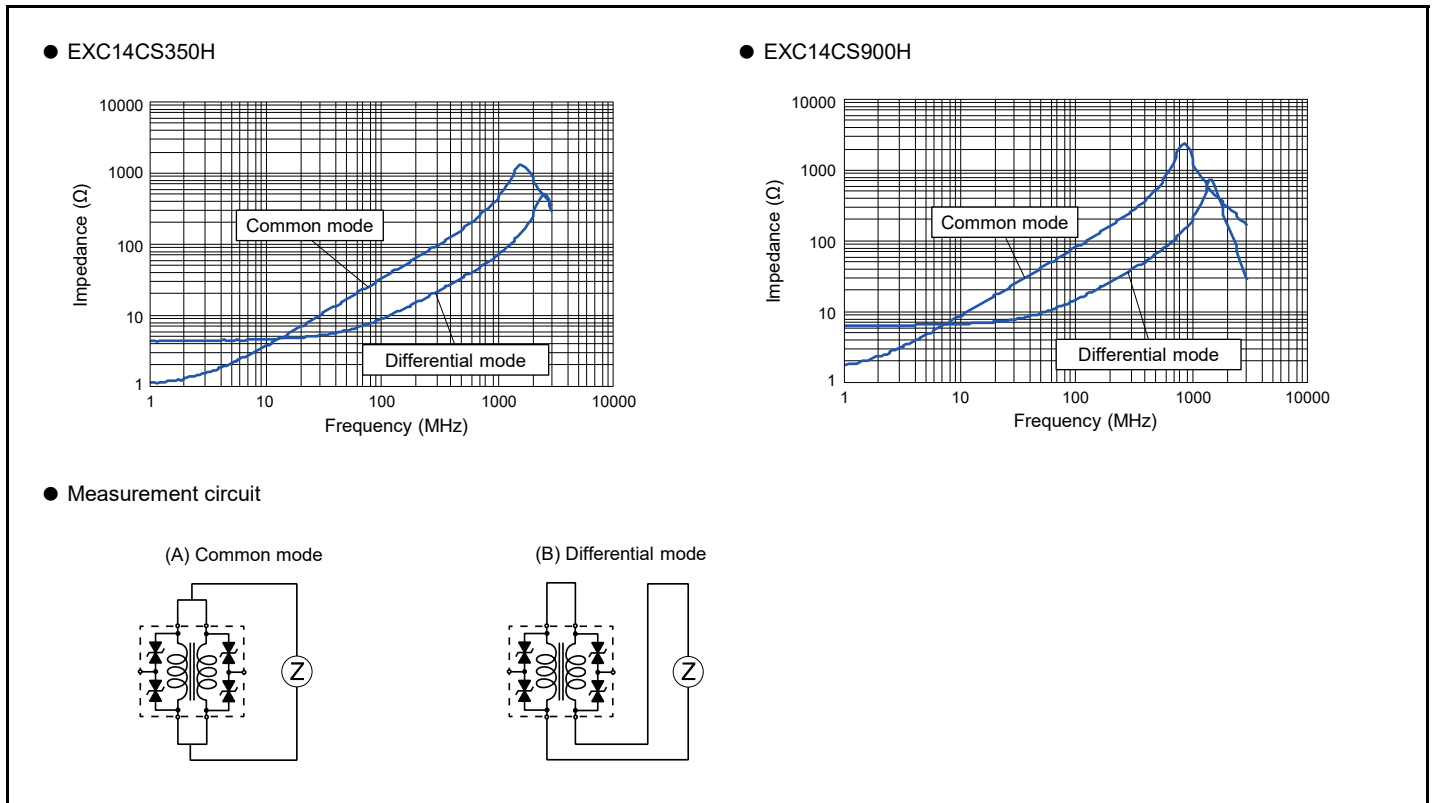 ● EXC14CS350H
10000
1000
100
10
1
Impedance (Ω)
Common mode
Differential mode
1 10 100 1000 10000
Frequency (MHz)
● EXC14CS900H
10000
1000
100
10
1
Impedance (Ω)
Common mode
Differential mode
1 10 100 1000 10000
Frequency (MHz)
● Measurement circuit
(A) Common mode
Z
(B) Differential mode
Z